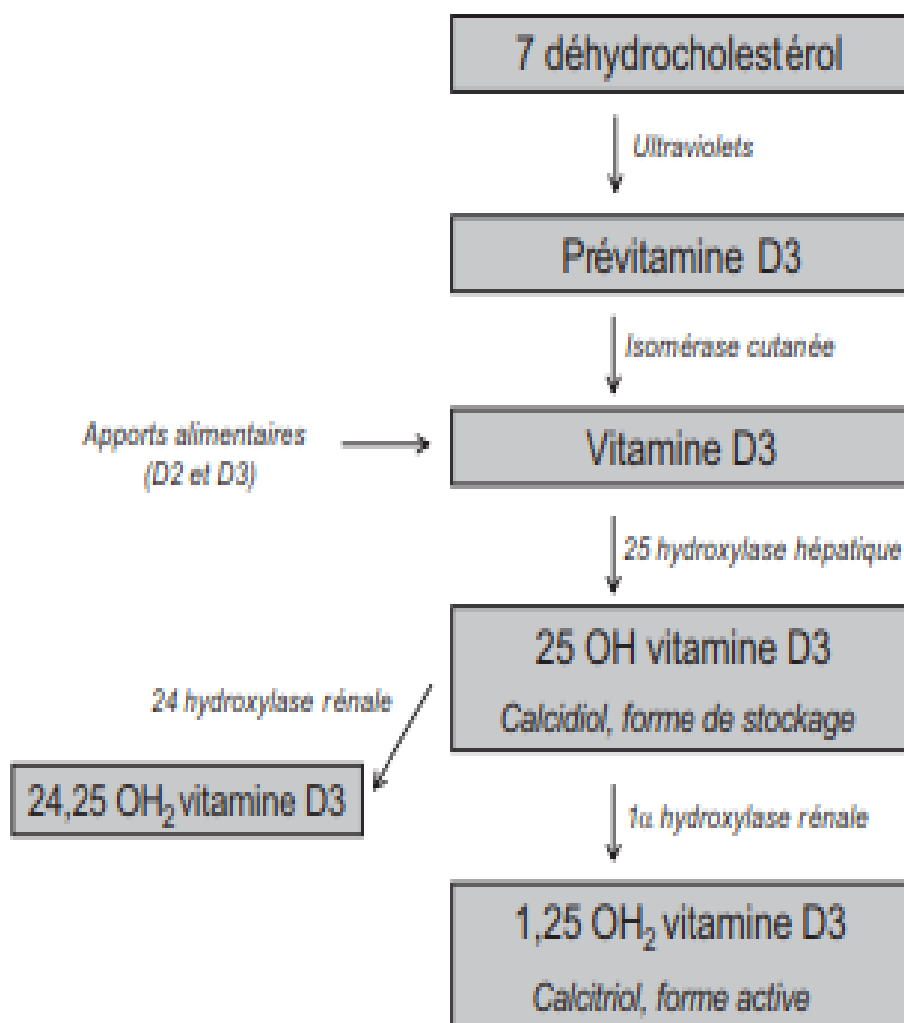 7 déhydrocholestérol
Ultraviolets
Prévitamine D3
Isomérase cutanée
Apports alimentaires
(D2 et D3)
Vitamine D3
25 hydroxylase hépatique
25 OH vitamine D3
Calcidiol, forme de stockage
24 hydroxylase rénale
24,25 OH₂ vitamine D3
1α hydroxylase rénale
1,25 OH₂ vitamine D3
Calcitriol, forme active